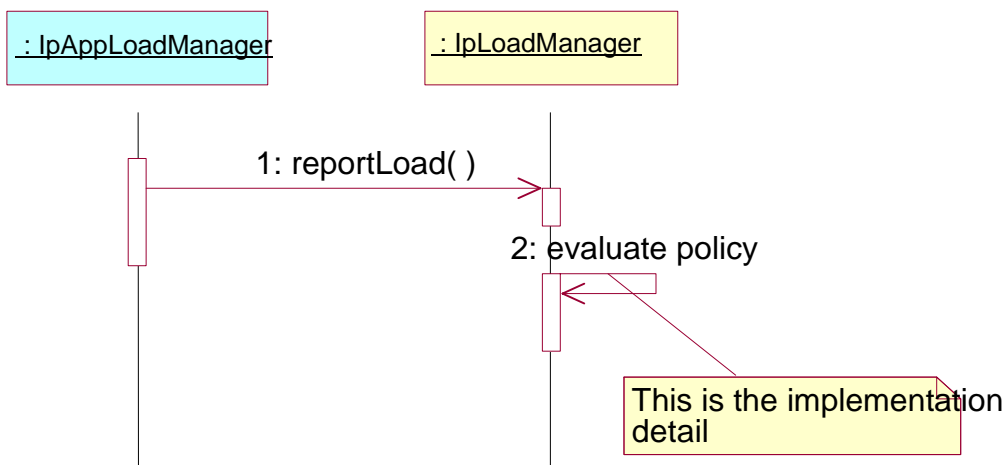 : IpAppLoadManager
: IpLoadManager
1: reportLoad( )
2: evaluate policy
This is the implementation
detail